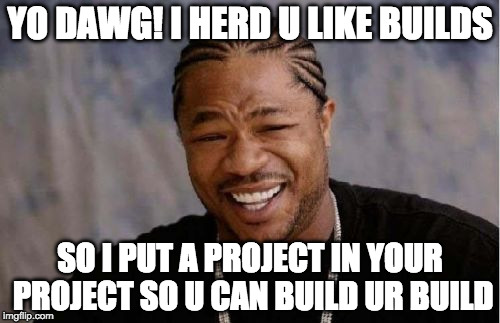 YO DAWG! I HERD U LIKE BUILDS
SO I PUT A PROJECT IN YOUR
PROJECT SO U CAN BUILD UR BUILD
imgflip.com